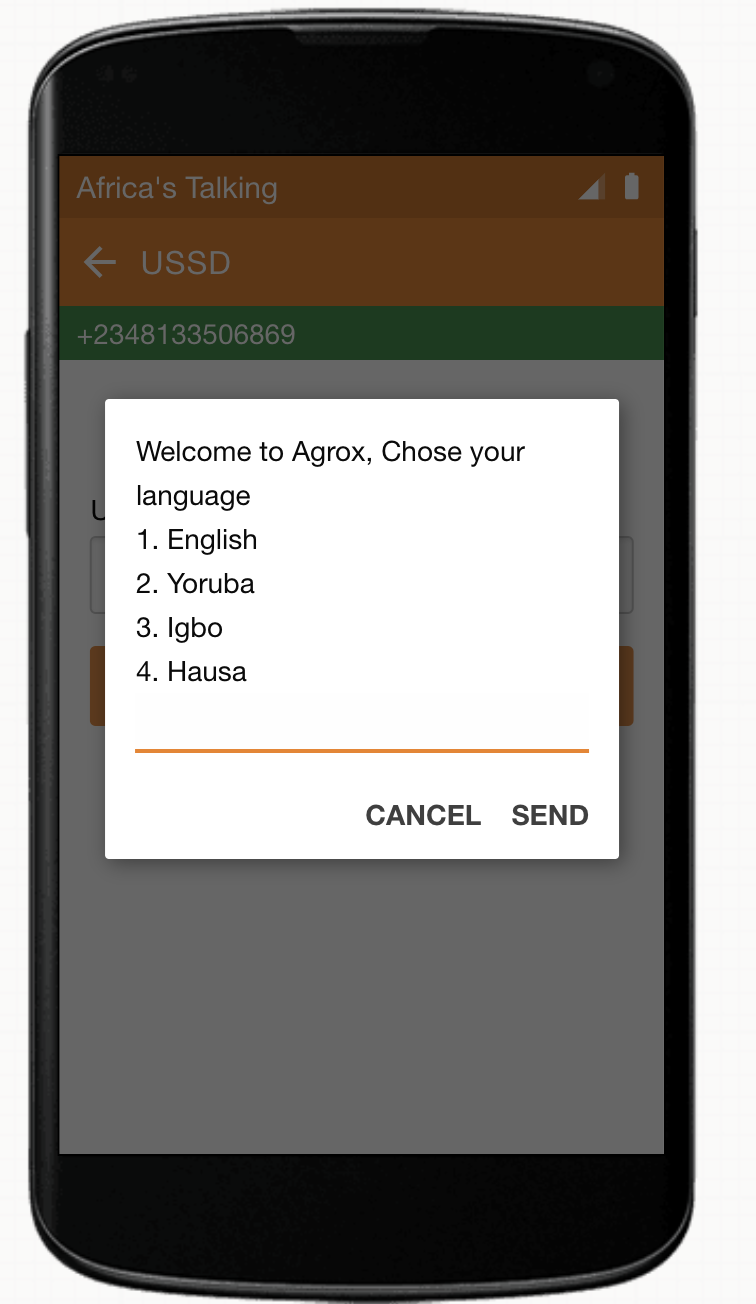 Africa's Talking
USSD
+2348133506869
Welcome to Agrox, Chose your
language
U
1. English
2. Yoruba
3. Igbo
4. Hausa
CANCEL SEND